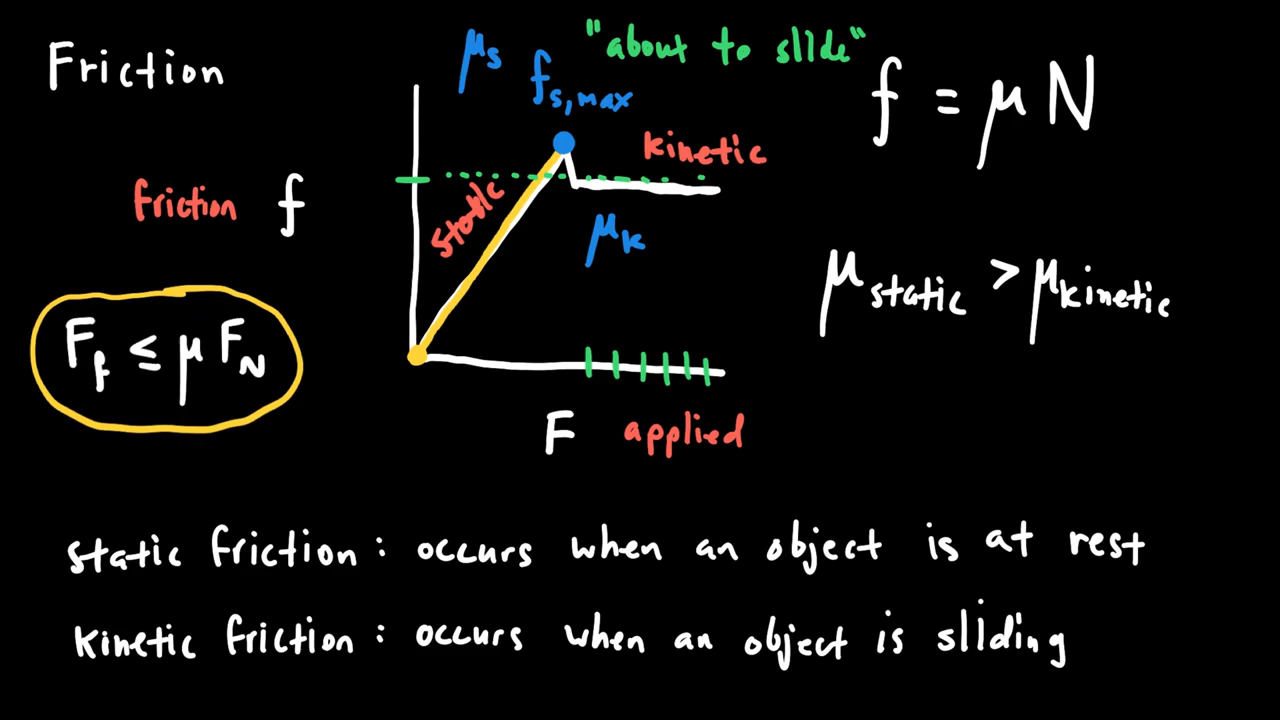 Friction
μs fs,max
"about to slide"
f = μ N
kinetic
friction f
static
μk
μstatic > μkinetic
Ff ≤ μ FN
F applied
static friction: occurs when an object is at rest
kinetic friction: occurs when an object is sliding